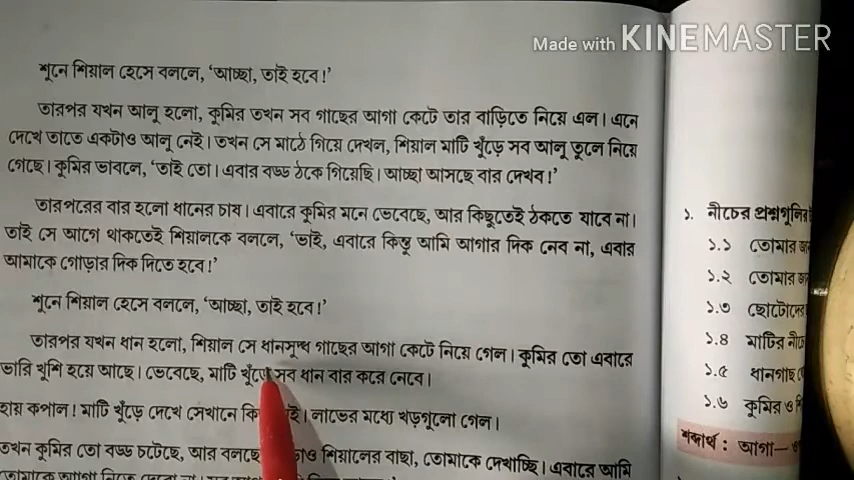 Made with KINEMASTER
শুনে শিয়াল হেসে বললে, ‘আচ্ছা, তাই হবে!’
তারপর যখন আলু হলো, কুমির তখন সব গাছের আগা কেটে তার বাড়িতে নিয়ে এল। এনে
দেখে তাতে একটাও আলু নেই। তখন সে মাঠে গিয়ে দেখল, শিয়াল মাটি খুঁড়ে সব আলু তুলে নিয়ে
গেছে। কুমির ভাবলে, ‘তাই তো। এবার বড্ড ঠকে গিয়েছি। আচ্ছা আসছে বার দেখব!’
তারপরের বার হলো ধানের চাষ। এবারে কুমির মনে ভেবেছে, আর কিছুতেই ঠকতে যাবে না।
তাই সে আগে থাকতেই শিয়ালকে বললে, ‘ভাই, এবারে কিন্তু আমি আগার দিক নেব না, এবার
আমাকে গোড়ার দিক দিতে হবে!’
শুনে শিয়াল হেসে বললে, ‘আচ্ছা, তাই হবে!’
তারপর যখন ধান হলো, শিয়াল সে ধানসুদ্ধ গাছের আগা কেটে নিয়ে গেল। কুমির তো এবারে
ভারি খুশি হয়ে আছে। ভেবেছে, মাটি খুঁড়ে সব ধান বার করে নেবে।
হায় কপাল! মাটি খুঁড়ে দেখে সেখানে নেই। লাভের মধ্যে খড়গুলো গেল।
তখন কুমির তো বড্ড চটেছে, আর বলছে শিয়ালের বাছা, তোমাকে দেখাচ্ছি। এবারে আমি
১. নীচের প্রশ্নগুলির
১.১ তোমার
১.২ তোমার
১.৩ ছোটোদের
১.৪ মাটির নীচে
১.৫ ধানগাছ
১.৬ কুমির ও
শব্দার্থ : আগা—